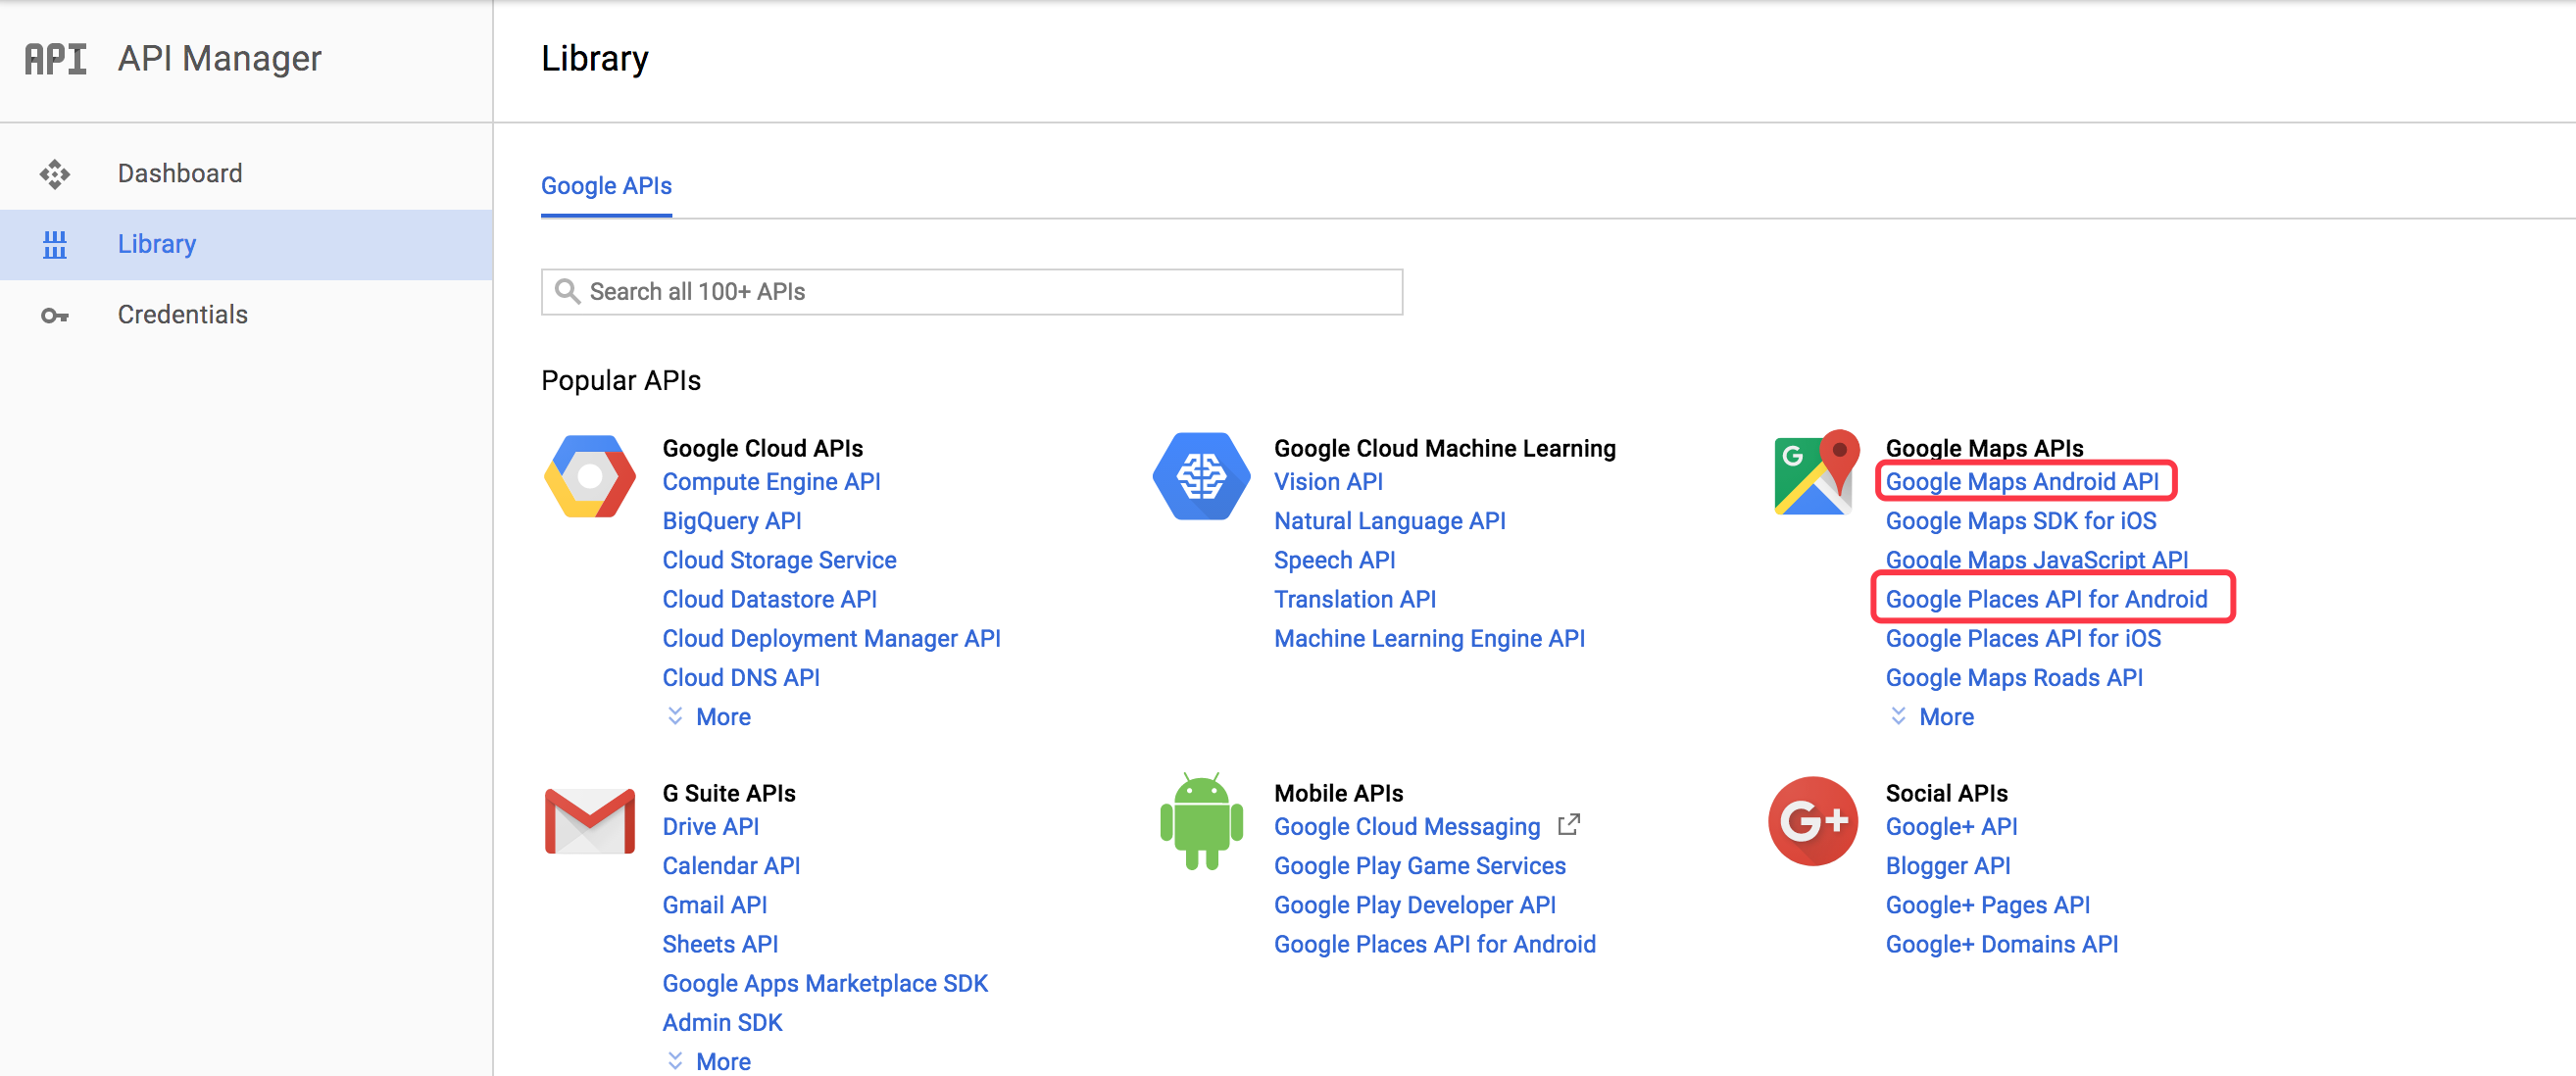 API API Manager
Library
Dashboard
Library
Credentials
Google APIs
Search all 100+ APIs
Popular APIs
Google Cloud APIs
Compute Engine API
BigQuery API
Cloud Storage Service
Cloud Datastore API
Cloud Deployment Manager API
Cloud DNS API
More
Google Cloud Machine Learning
Vision API
Natural Language API
Speech API
Translation API
Machine Learning Engine API
G
Google Maps APIs
Google Maps Android API
Google Maps SDK for iOS
Google Maps JavaScript API
Google Places API for Android
Google Places API for iOS
Google Maps Roads API
More
G Suite APIs
Drive API
Calendar API
Gmail API
Sheets API
Google Apps Marketplace SDK
Admin SDK
More
Mobile APIs
Google Cloud Messaging
Google Play Game Services
Google Play Developer API
Google Places API for Android
G+
Social APIs
Google+ API
Blogger API
Google+ Pages API
Google+ Domains API